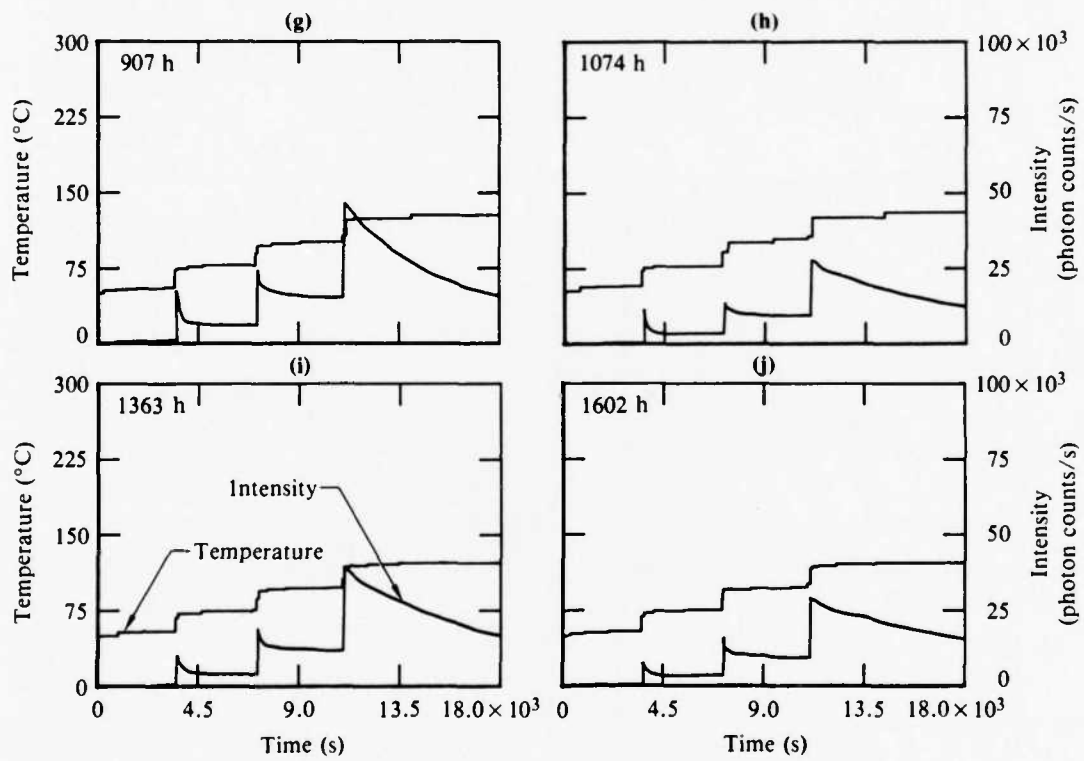 (g)
(h)
300
225
150
75
0
Temperature (°C)
907 h
1074 h
100 × 10³
75
50
25
0
Intensity
(photon counts/s)
(i)
(j)
300
225
150
75
0
Temperature (°C)
1363 h
Intensity
Temperature
1602 h
100 × 10³
75
50
25
0
Intensity
(photon counts/s)
0 4.5 9.0 13.5 18.0 × 10³
Time (s)
0 4.5 9.0 13.5 18.0 × 10³
Time (s)